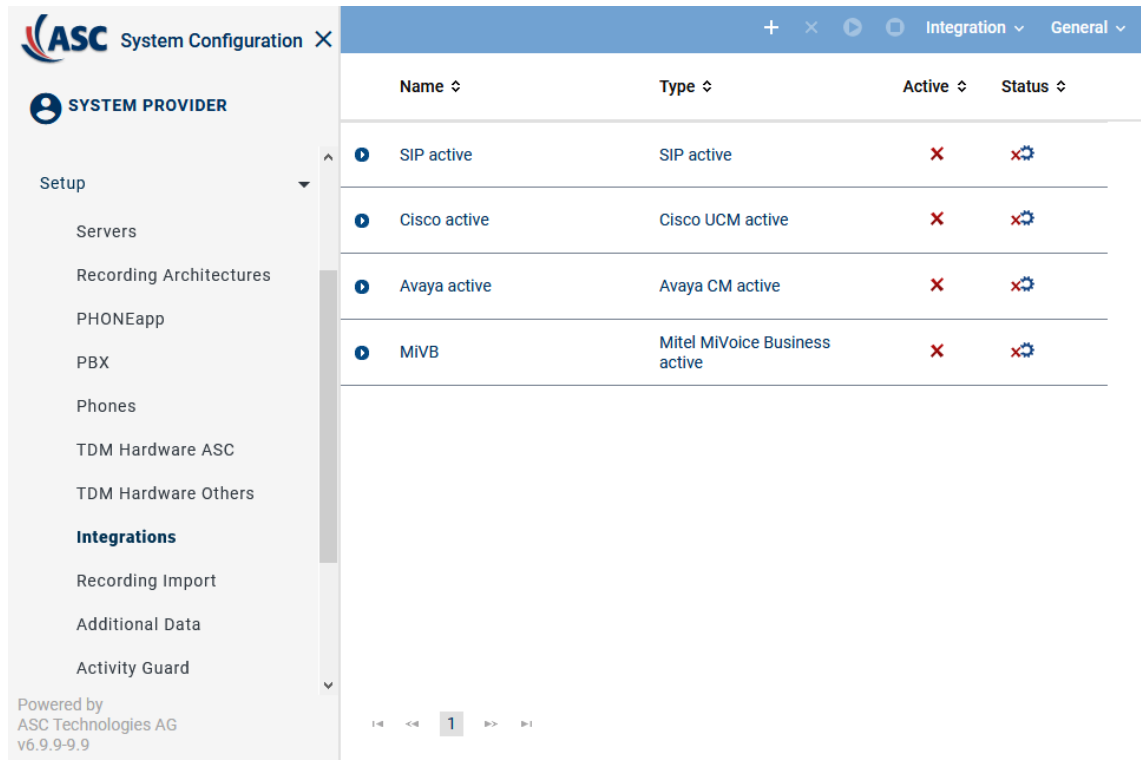 ASC System Configuration
Integration General
SYSTEM PROVIDER
Name Type Active Status
Setup
Servers
Recording Architectures
PHONEapp
PBX
Phones
TDM Hardware ASC
TDM Hardware Others
Integrations
Recording Import
Additional Data
Activity Guard
SIP active SIP active
Cisco active Cisco UCM active
Avaya active Avaya CM active
MiVB Mitel MiVoice Business
active
1
Powered by
ASC Technologies AG
v6.9.9-9.9